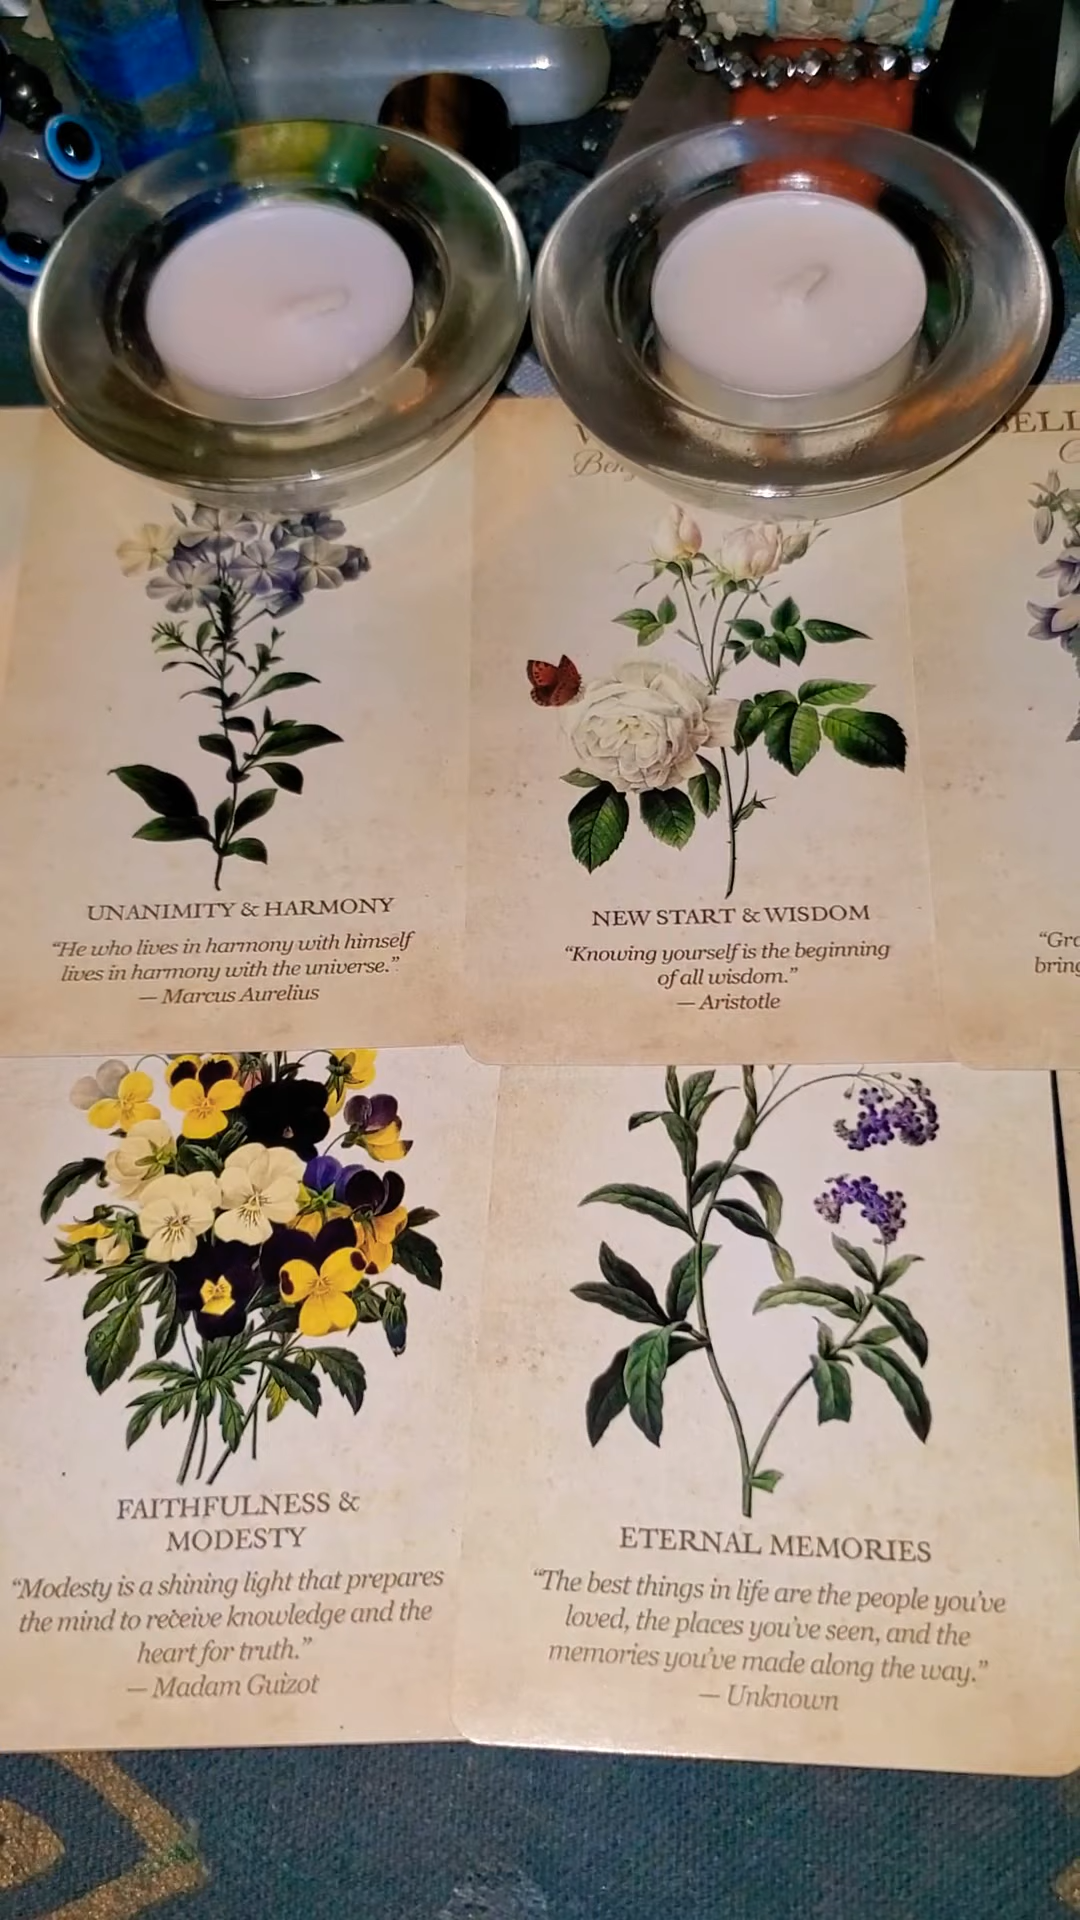 BELL
UNANIMITY & HARMONY
“He who lives in harmony with himself
lives in harmony with the universe.”
— Marcus Aurelius
NEW START & WISDOM
“Knowing yourself is the beginning
of all wisdom.”
— Aristotle
“Gr
bring
FAITHFULNESS &
MODESTY
“Modesty is a shining light that prepares
the mind to receive knowledge and the
heart for truth.”
— Madam Guizot
ETERNAL MEMORIES
“The best things in life are the people you’ve
loved, the places you’ve seen, and the
memories you’ve made along the way.”
— Unknown